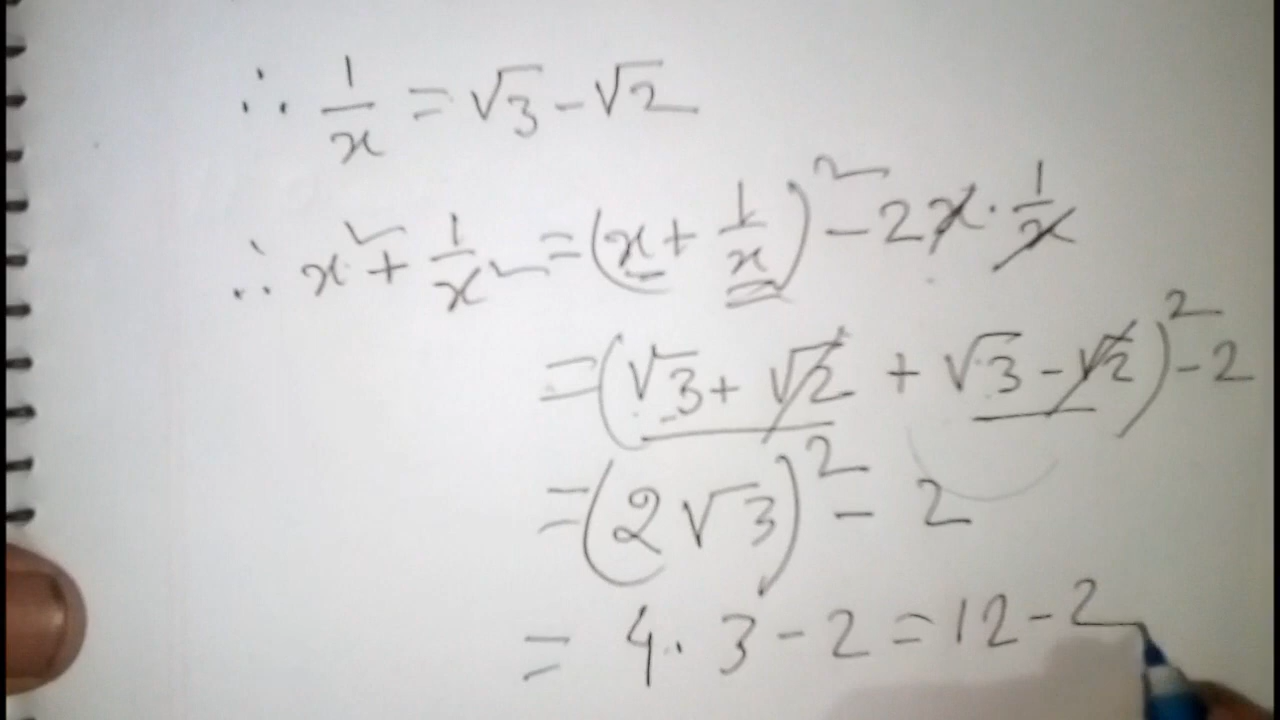 ∴ 1/x = √3 - √2
∴ x² + 1/x² = (x + 1/x)² - 2x · 1/x
= (√3 + √2 + √3 - √2)² - 2
= (2√3)² - 2
= 4 · 3 - 2 = 12 - 2